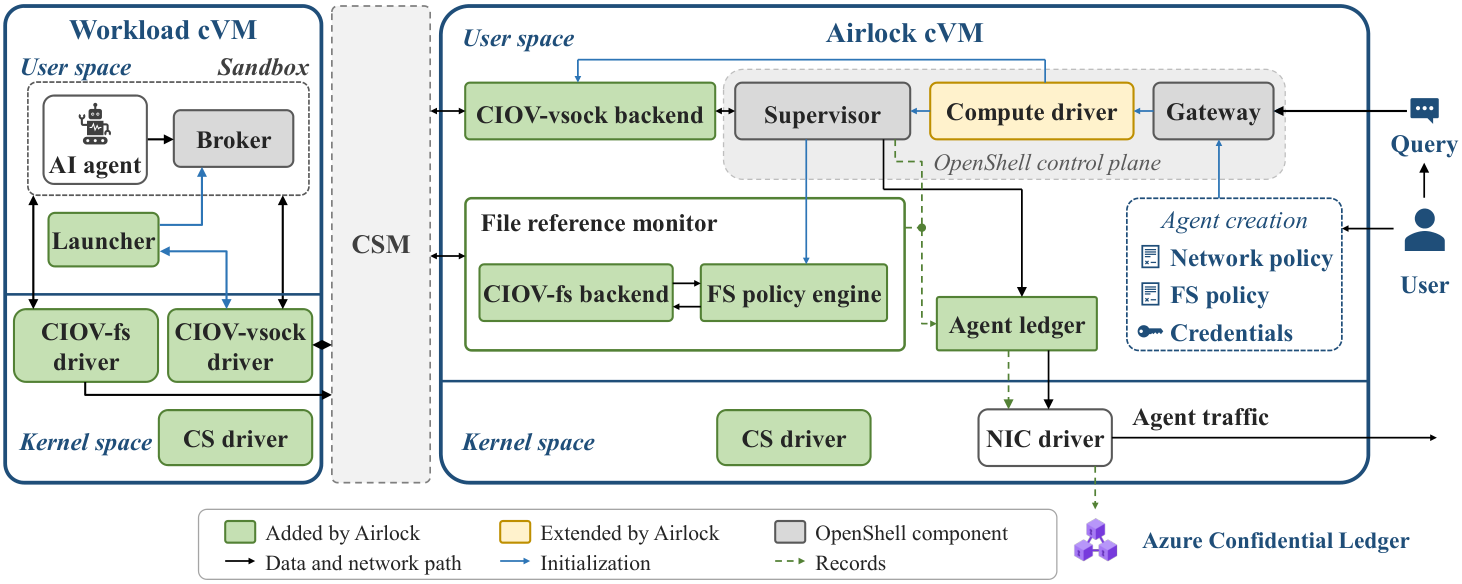 Workload cVM
User space
Sandbox
AI agent
Broker
Launcher
CIOV-fs
driver
CIOV-vsock
driver
Kernel space
CS driver
CSM
Airlock cVM
User space
CIOV-vsock backend
Supervisor
Compute driver
Gateway
OpenShell control plane
File reference monitor
CIOV-fs backend
FS policy engine
Agent ledger
Kernel space
CS driver
NIC driver
Agent traffic
Query
User
Agent creation
Network policy
FS policy
Credentials
Azure Confidential Ledger
Added by Airlock
Extended by Airlock
OpenShell component
Data and network path
Initialization
Records